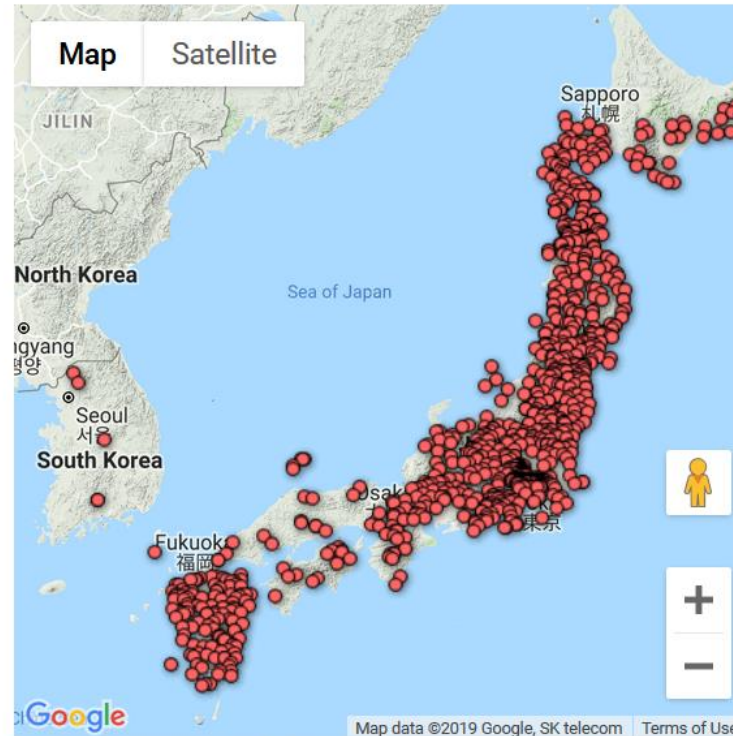 Map Satellite
Sapporo
札幌
JILIN
North Korea
Sea of Japan
ngyang
평양
Seoul
서울
South Korea
Osak
Fukuok
福岡
東京
Google
Map data ©2019 Google, SK telecom Terms of Use